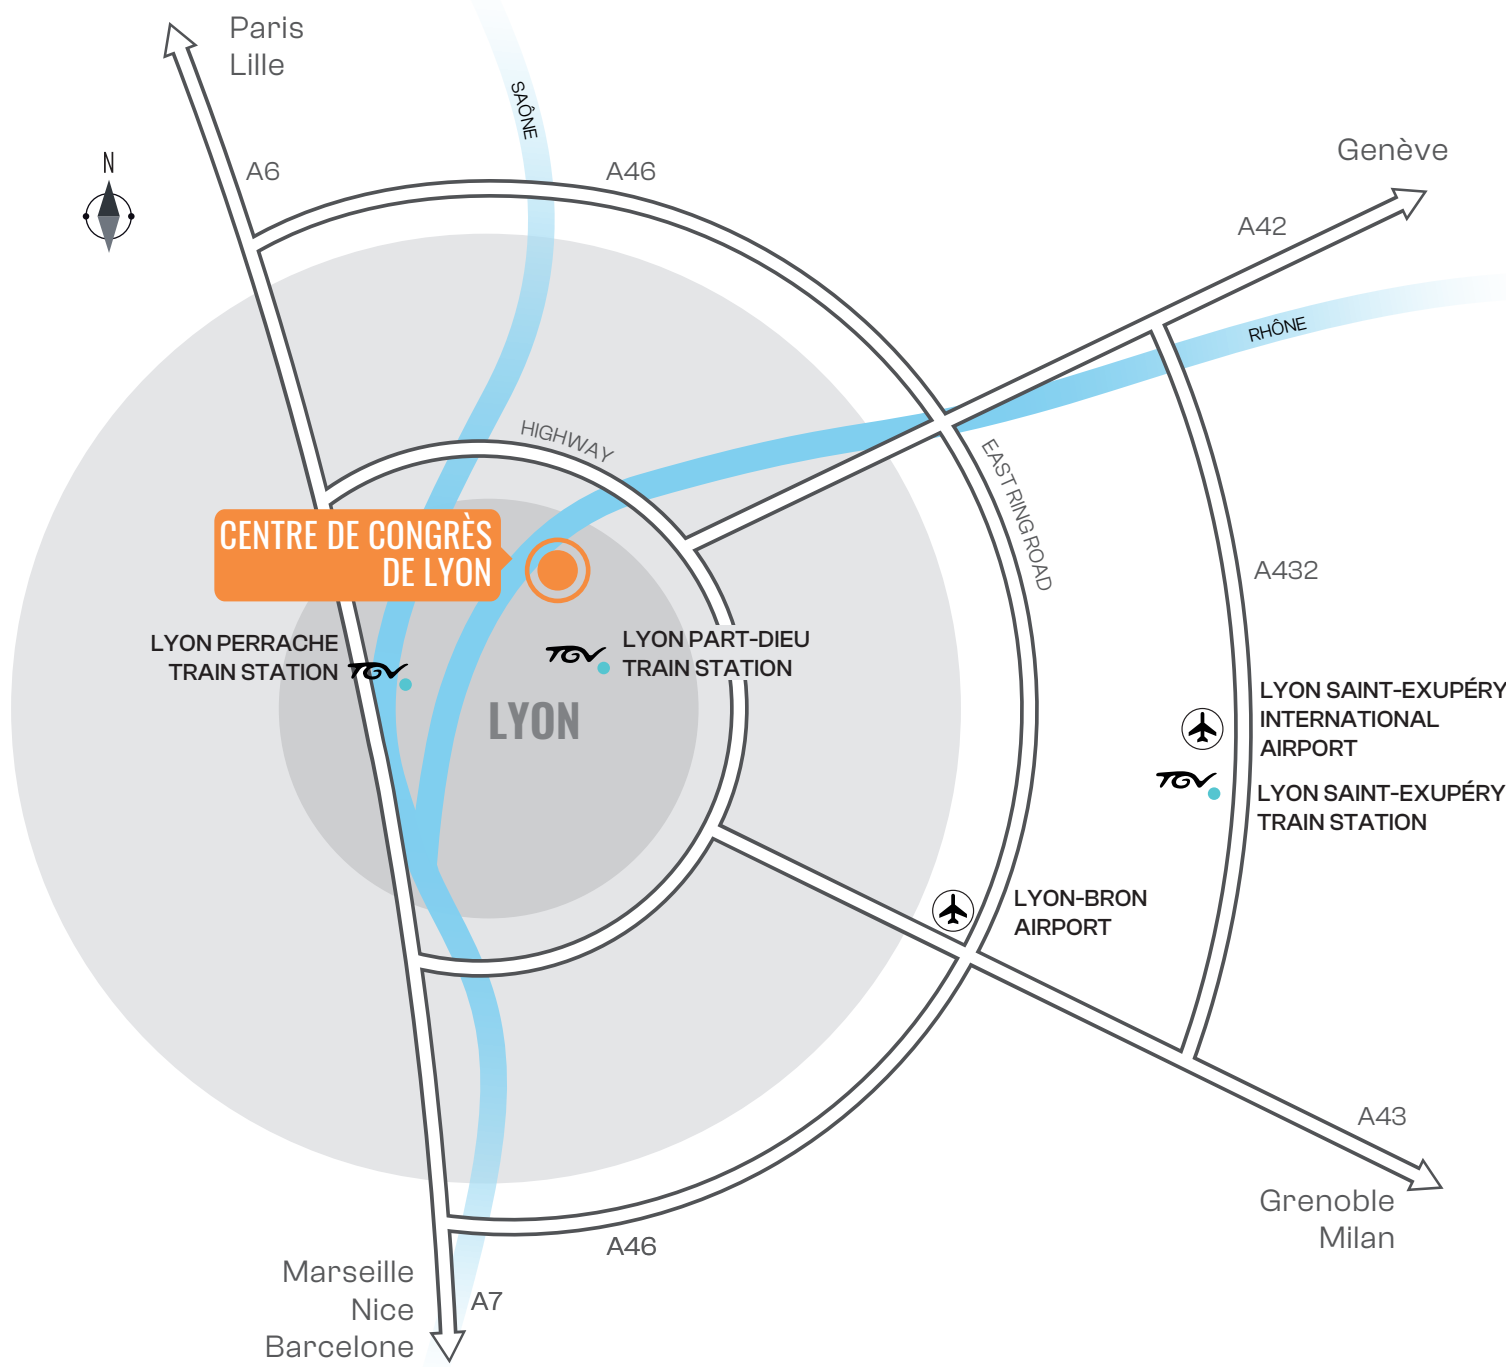 Paris
Lille
SAÔNE
N
A6
A46
Genève
A42
RHÔNE
HIGHWAY
EAST RING ROAD
CENTRE DE CONGRÈS
DE LYON
A432
LYON PERRACHE
TRAIN STATION
TGV
TGV
LYON PART-DIEU
TRAIN STATION
LYON
LYON SAINT-EXUPÉRY
INTERNATIONAL
AIRPORT
TGV
LYON SAINT-EXUPÉRY
TRAIN STATION
LYON-BRON
AIRPORT
A43
Grenoble
Milan
A46
Marseille
Nice
Barcelone
A7